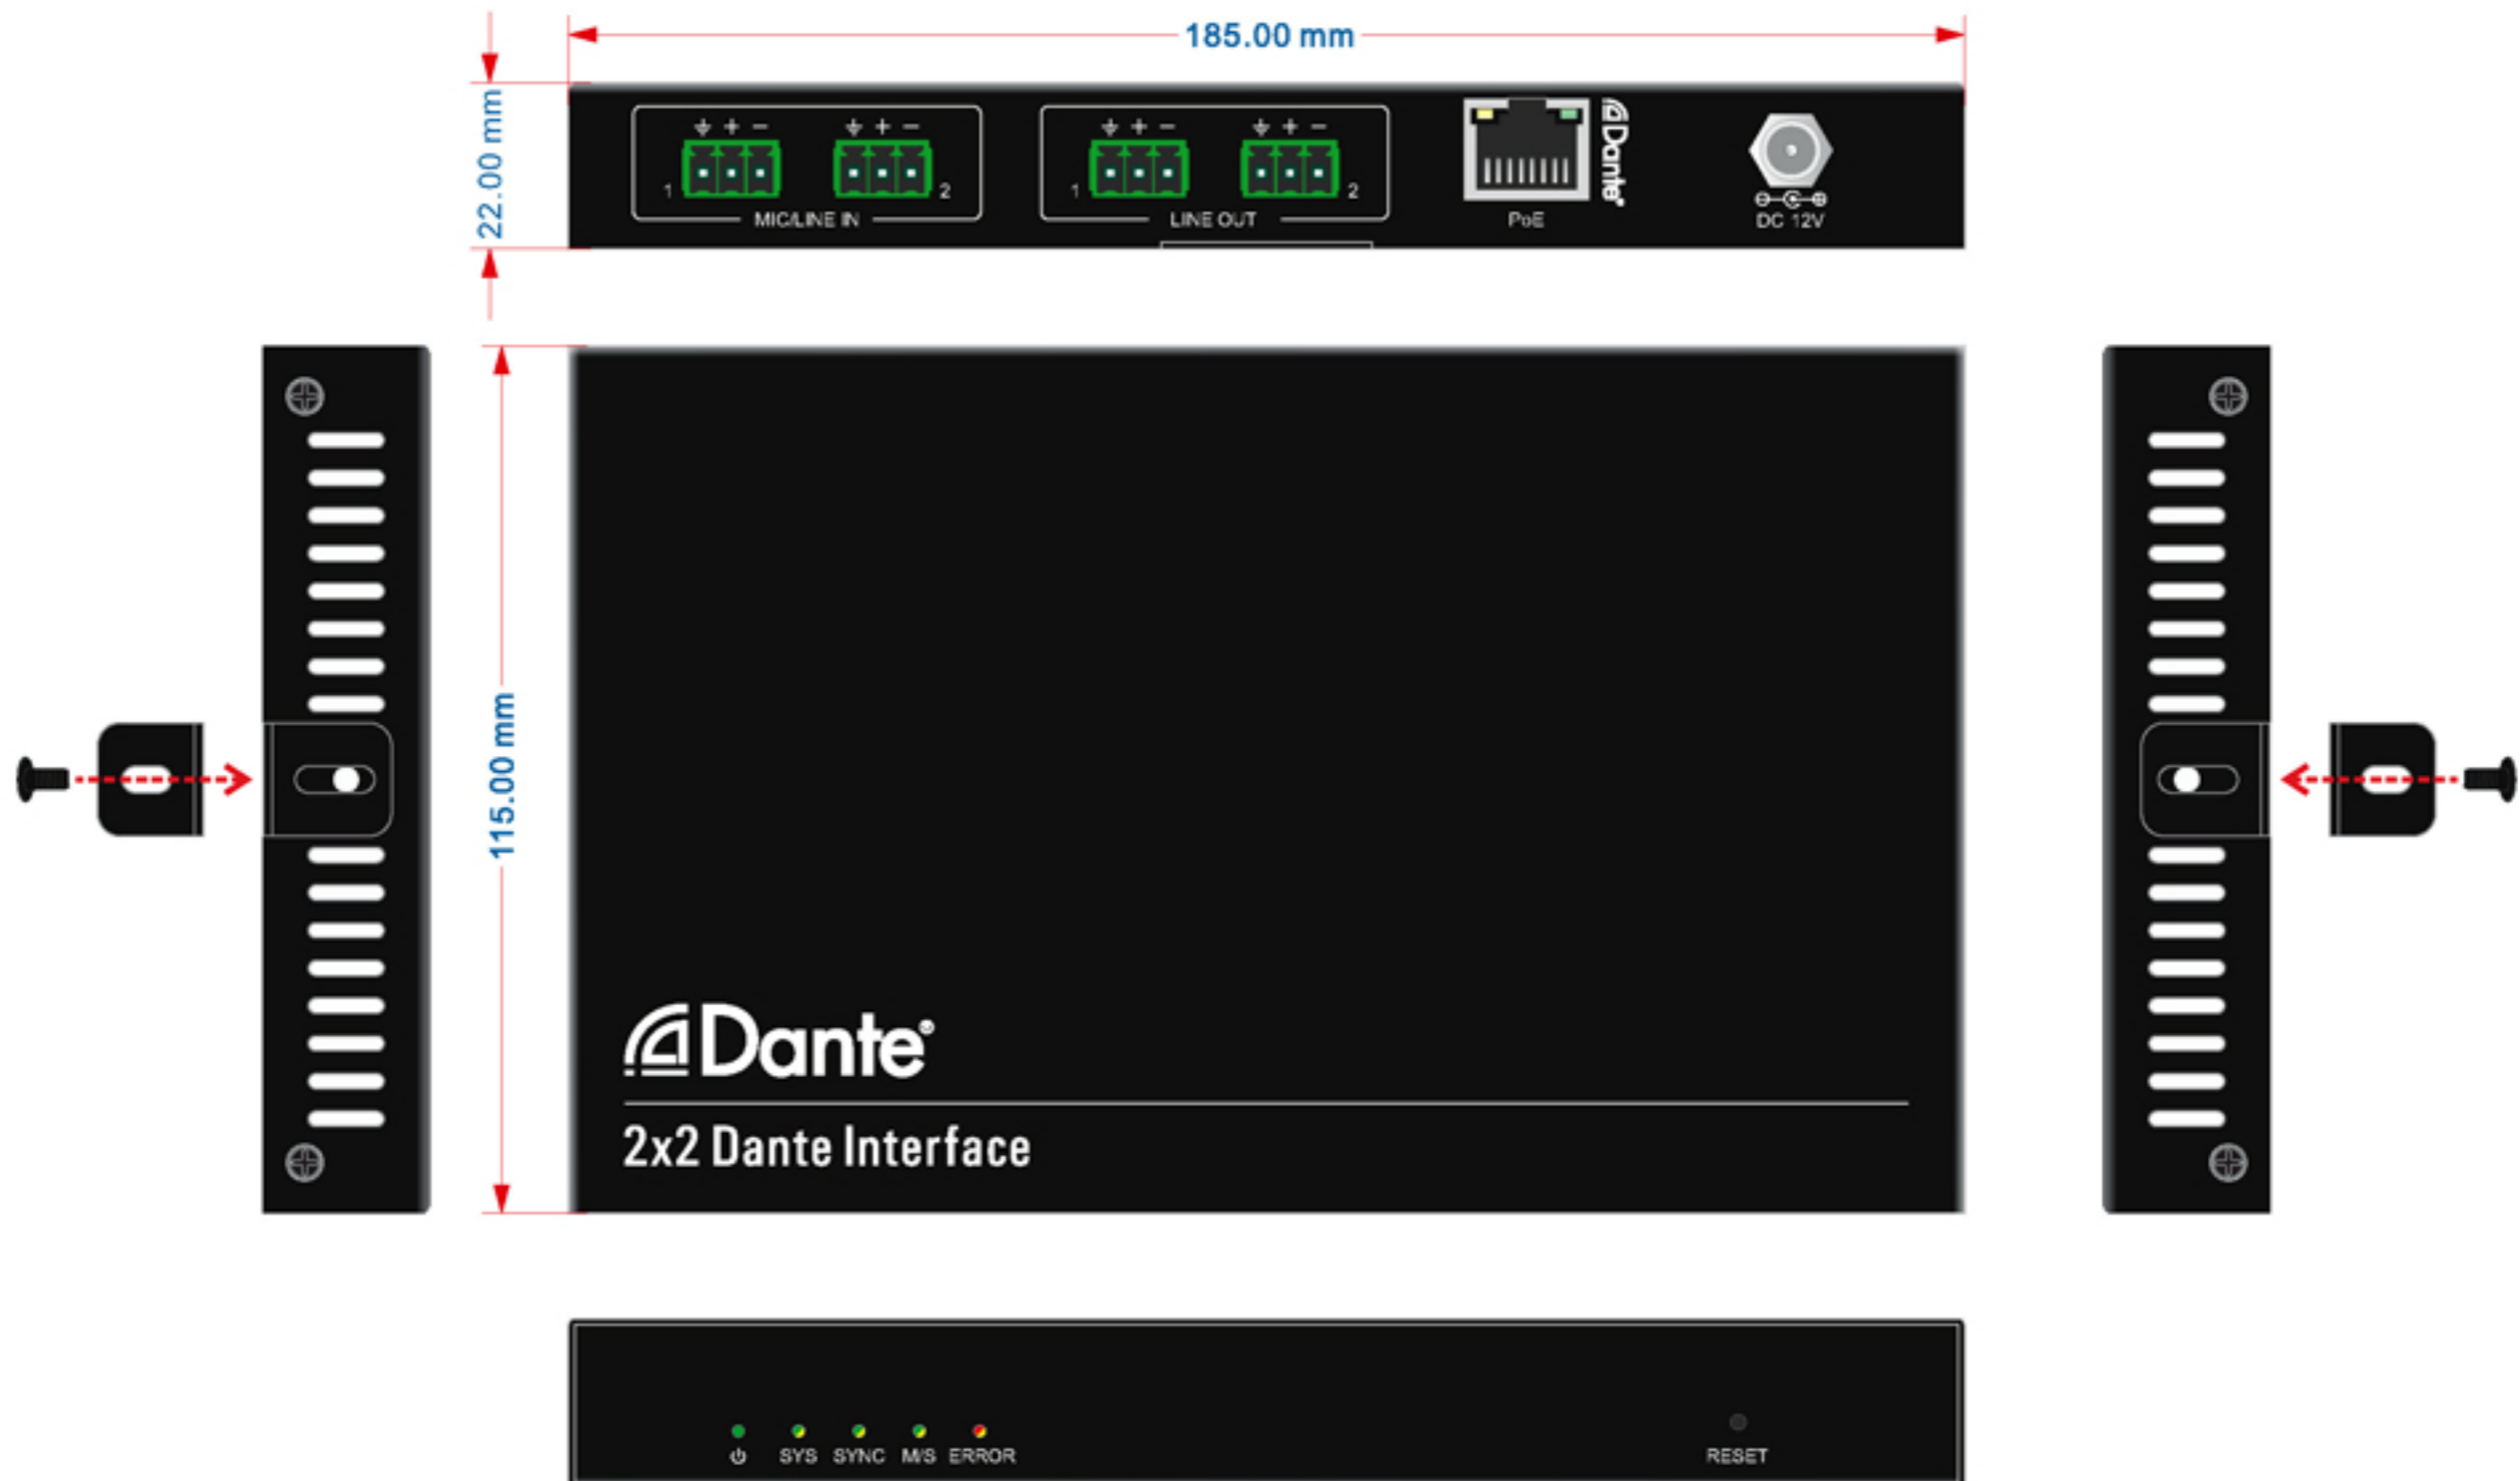 185.00 mm
22.00 mm
⏚ + − ⏚ + − ⏚ + − ⏚ + −
1 2 1 2
MIC/LINE IN LINE OUT PoE DC 12V
Dante®
115.00 mm
Dante®
2x2 Dante Interface
SYS SYNC M/S ERROR RESET